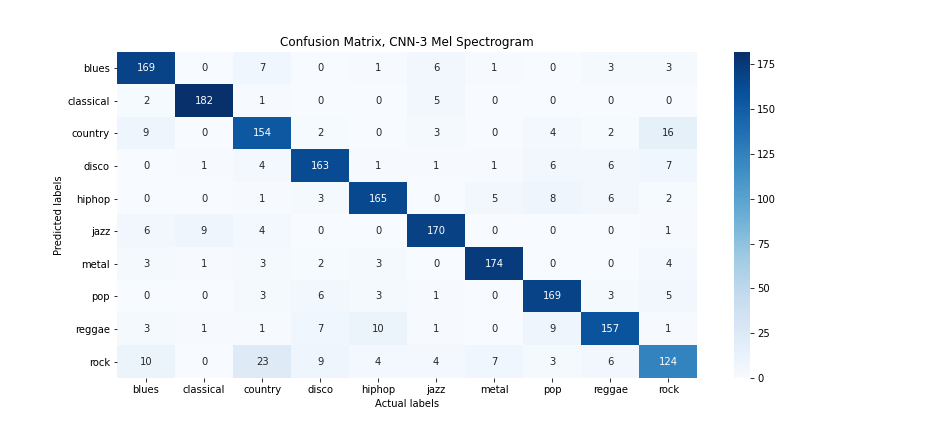 Confusion Matrix, CNN-3 Mel Spectrogram
blues 169 0 7 0 1 6 1 0 3 3
classical 2 182 1 0 0 5 0 0 0 0
country 9 0 154 2 0 3 0 4 2 16
disco 0 1 4 163 1 1 1 6 6 7
hiphop 0 0 1 3 165 0 5 8 6 2
jazz 6 9 4 0 0 170 0 0 0 1
metal 3 1 3 2 3 0 174 0 0 4
pop 0 0 3 6 3 1 0 169 3 5
reggae 3 1 1 7 10 1 0 9 157 1
rock 10 0 23 9 4 4 7 3 6 124
blues classical country disco hiphop jazz metal pop reggae rock
Actual labels
Predicted labels
175
150
125
100
75
50
25
0